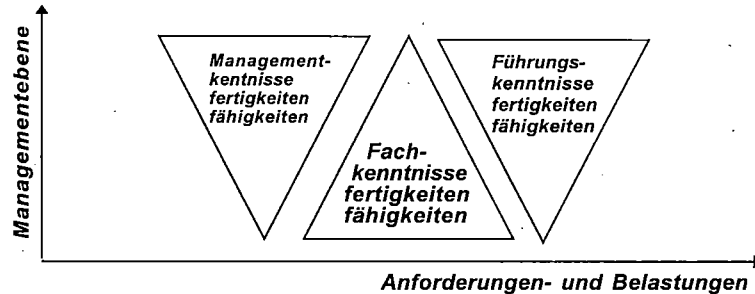 Managementebene
Management-
kentnisse
fertigkeiten
fähigkeiten
Fach-
kenntnisse
fertigkeiten
fähigkeiten
Führungs-
kenntnisse
fertigkeiten
fähigkeiten
Anforderungen- und Belastungen